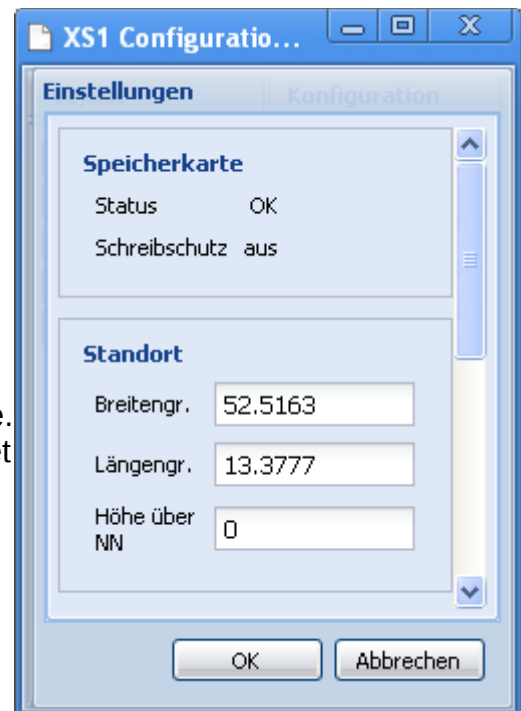 XS1 Configuratio...
Einstellungen
Konfiguration
Speicherkarte
Status OK
Schreibschutz aus
Standort
Breitengr. 52.5163
e.
et
Längengr. 13.3777
Höhe über
NN
0
OK Abbrechen